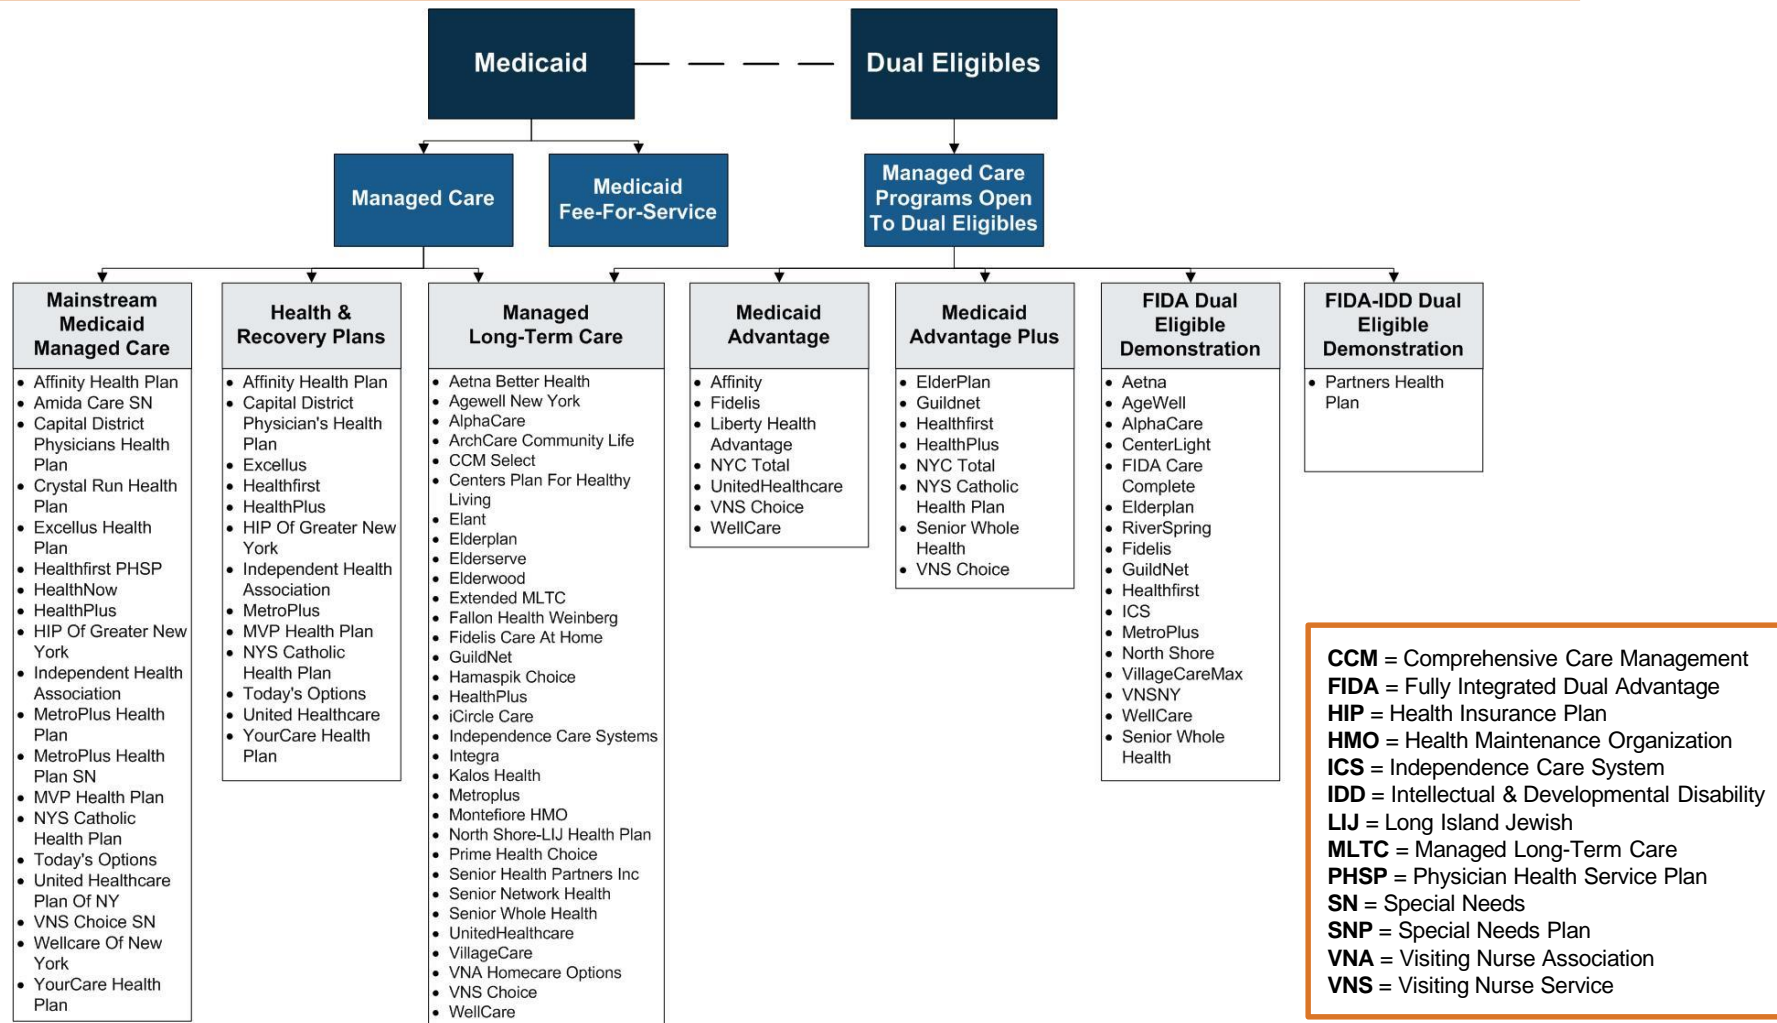 Medicaid
Dual Eligibles
Managed Care
Medicaid
Fee-For-Service
Managed Care
Programs Open
To Dual Eligibles
Mainstream
Medicaid
Managed Care
• Affinity Health Plan
• Amida Care SN
• Capital District
Physicians Health
Plan
• Crystal Run Health
Plan
• Excellus Health
Plan
• Healthfirst PHSP
• HealthNow
• HealthPlus
• HIP Of Greater New
York
• Independent Health
Association
• MetroPlus Health
Plan
• MetroPlus Health
Plan SN
• MVP Health Plan
• NYS Catholic
Health Plan
• Today's Options
• United Healthcare
Plan Of NY
• VNS Choice SN
• Wellcare Of New
York
• YourCare Health
Plan
Health &
Recovery Plans
• Affinity Health Plan
• Capital District
Physician's Health
Plan
• Excellus
• Healthfirst
• HealthPlus
• HIP Of Greater New
York
• Independent Health
Association
• MetroPlus
• MVP Health Plan
• NYS Catholic
Health Plan
• Today's Options
• United Healthcare
• YourCare Health
Plan
Managed
Long-Term Care
• Aetna Better Health
• Agewell New York
• AlphaCare
• ArchCare Community Life
• CCM Select
• Centers Plan For Healthy
Living
• Elant
• Elderplan
• Elderserve
• Elderwood
• Extended MLTC
• Fallon Health Weinberg
• Fidelis Care At Home
• GuildNet
• Hamaspik Choice
• HealthPlus
• iCircle Care
• Independence Care Systems
• Integra
• Kalos Health
• Metroplus
• Montefiore HMO
• North Shore-LIJ Health Plan
• Prime Health Choice
• Senior Health Partners Inc
• Senior Network Health
• Senior Whole Health
• UnitedHealthcare
• VillageCare
• VNA Homecare Options
• VNS Choice
• WellCare
Medicaid
Advantage
• Affinity
• Fidelis
• Liberty Health
Advantage
• NYC Total
• UnitedHealthcare
• VNS Choice
• WellCare
Medicaid
Advantage Plus
• ElderPlan
• Guildnet
• Healthfirst
• HealthPlus
• NYC Total
• NYS Catholic
Health Plan
• Senior Whole
Health
• VNS Choice
FIDA Dual
Eligible
Demonstration
• Aetna
• AgeWell
• AlphaCare
• CenterLight
• FIDA Care
Complete
• Elderplan
• RiverSpring
• Fidelis
• GuildNet
• Healthfirst
• ICS
• MetroPlus
• North Shore
• VillageCareMax
• VNSNY
• WellCare
• Senior Whole
Health
FIDA-IDD Dual
Eligible
Demonstration
• Partners Health
Plan
CCM = Comprehensive Care Management
FIDA = Fully Integrated Dual Advantage
HIP = Health Insurance Plan
HMO = Health Maintenance Organization
ICS = Independence Care System
IDD = Intellectual & Developmental Disability
LIJ = Long Island Jewish
MLTC = Managed Long-Term Care
PHSP = Physician Health Service Plan
SN = Special Needs
SNP = Special Needs Plan
VNA = Visiting Nurse Association
VNS = Visiting Nurse Service